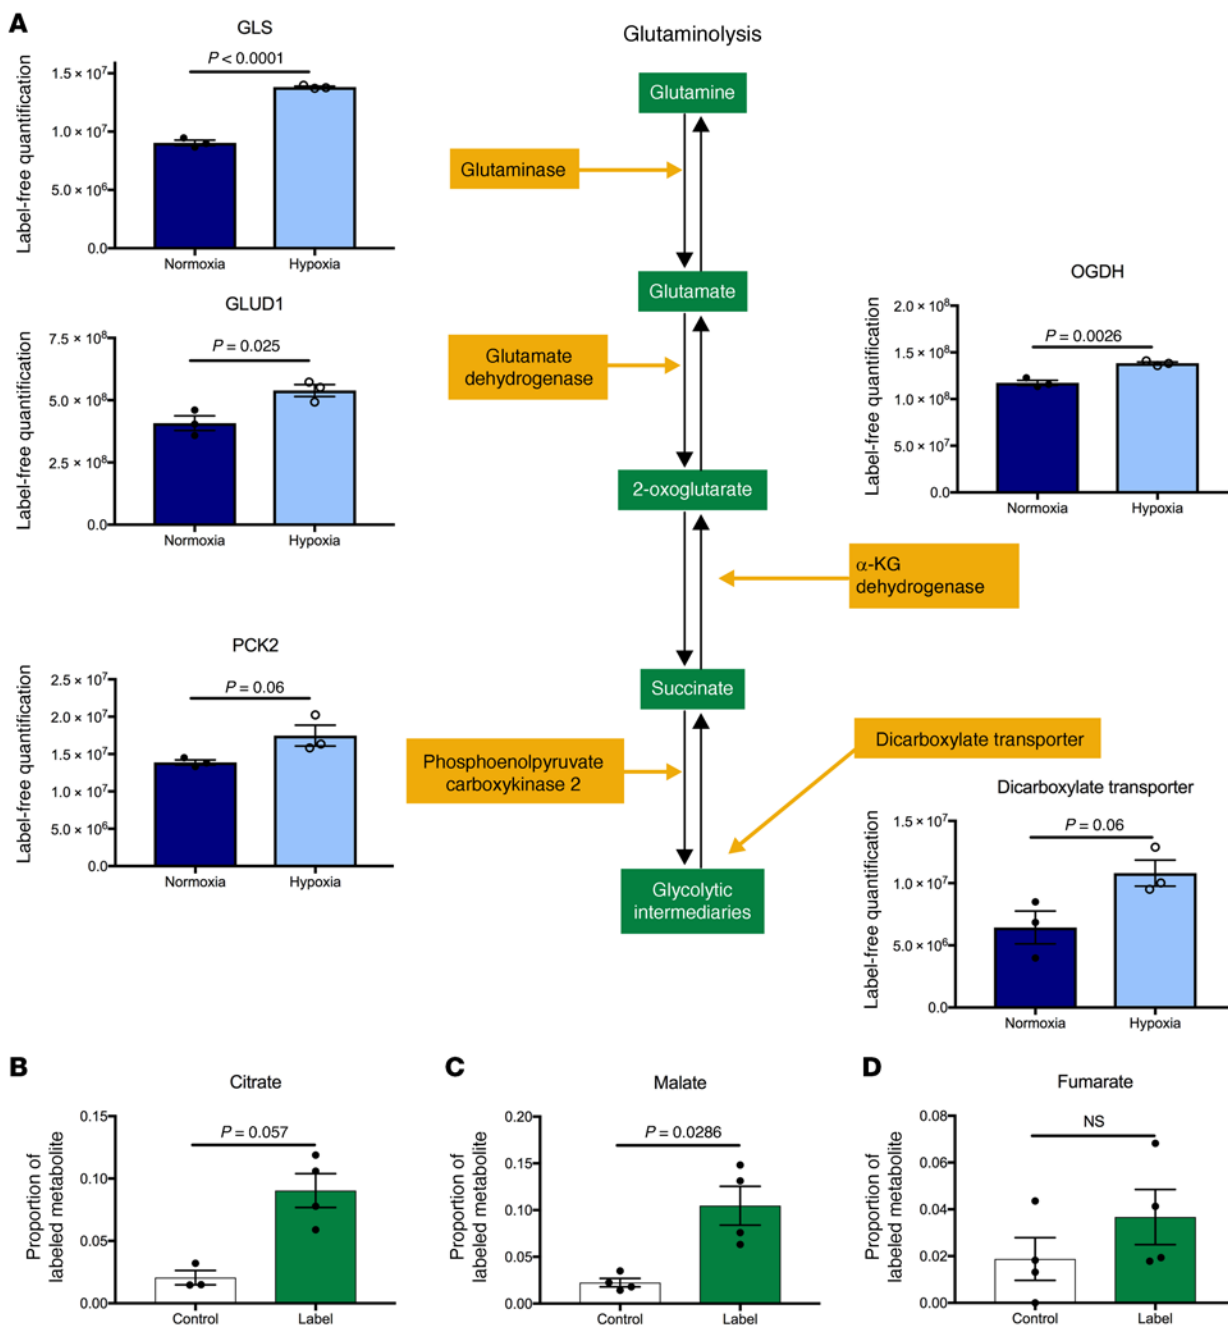 A
GLS
P < 0.0001
Label-free quantification
1.5 × 10⁷
1.0 × 10⁷
5.0 × 10⁶
0.0
Normoxia
Hypoxia
Glutaminolysis
Glutamine
Glutaminase
Glutamate
GLUD1
P = 0.025
Label-free quantification
7.5 × 10⁸
5.0 × 10⁸
2.5 × 10⁸
0.0
Normoxia
Hypoxia
Glutamate
dehydrogenase
2-oxoglutarate
OGDH
P = 0.0026
Label-free quantification
2.0 × 10⁸
1.5 × 10⁸
1.0 × 10⁸
5.0 × 10⁷
0.0
Normoxia
Hypoxia
α-KG
dehydrogenase
Succinate
PCK2
P = 0.06
Label-free quantification
2.5 × 10⁷
2.0 × 10⁷
1.5 × 10⁷
1.0 × 10⁷
5.0 × 10⁶
0.0
Normoxia
Hypoxia
Phosphoenolpyruvate
carboxykinase 2
Dicarboxylate transporter
Glycolytic
intermediaries
Dicarboxylate transporter
P = 0.06
Label-free quantification
1.5 × 10⁷
1.0 × 10⁷
5.0 × 10⁶
0.0
Normoxia
Hypoxia
B
Citrate
P = 0.057
Proportion of
labeled metabolite
0.15
0.10
0.05
0.00
Control
Label
C
Malate
P = 0.0286
Proportion of
labeled metabolite
0.20
0.15
0.10
0.05
0.00
Control
Label
D
Fumarate
NS
Proportion of
labeled metabolite
0.08
0.06
0.04
0.02
0.00
Control
Label